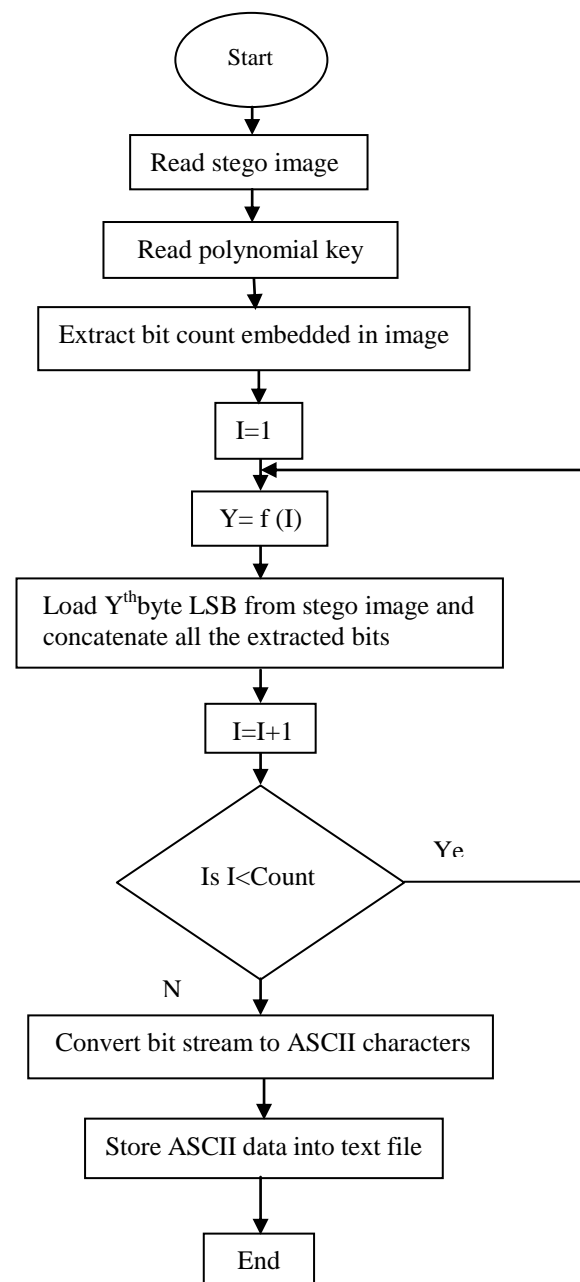 Start
Read stego image
Read polynomial key
Extract bit count embedded in image
I=1
Y= f (I)
Load Yᵗʰbyte LSB from stego image and
concatenate all the extracted bits
I=I+1
Is I<Count
Ye
N
Convert bit stream to ASCII characters
Store ASCII data into text file
End